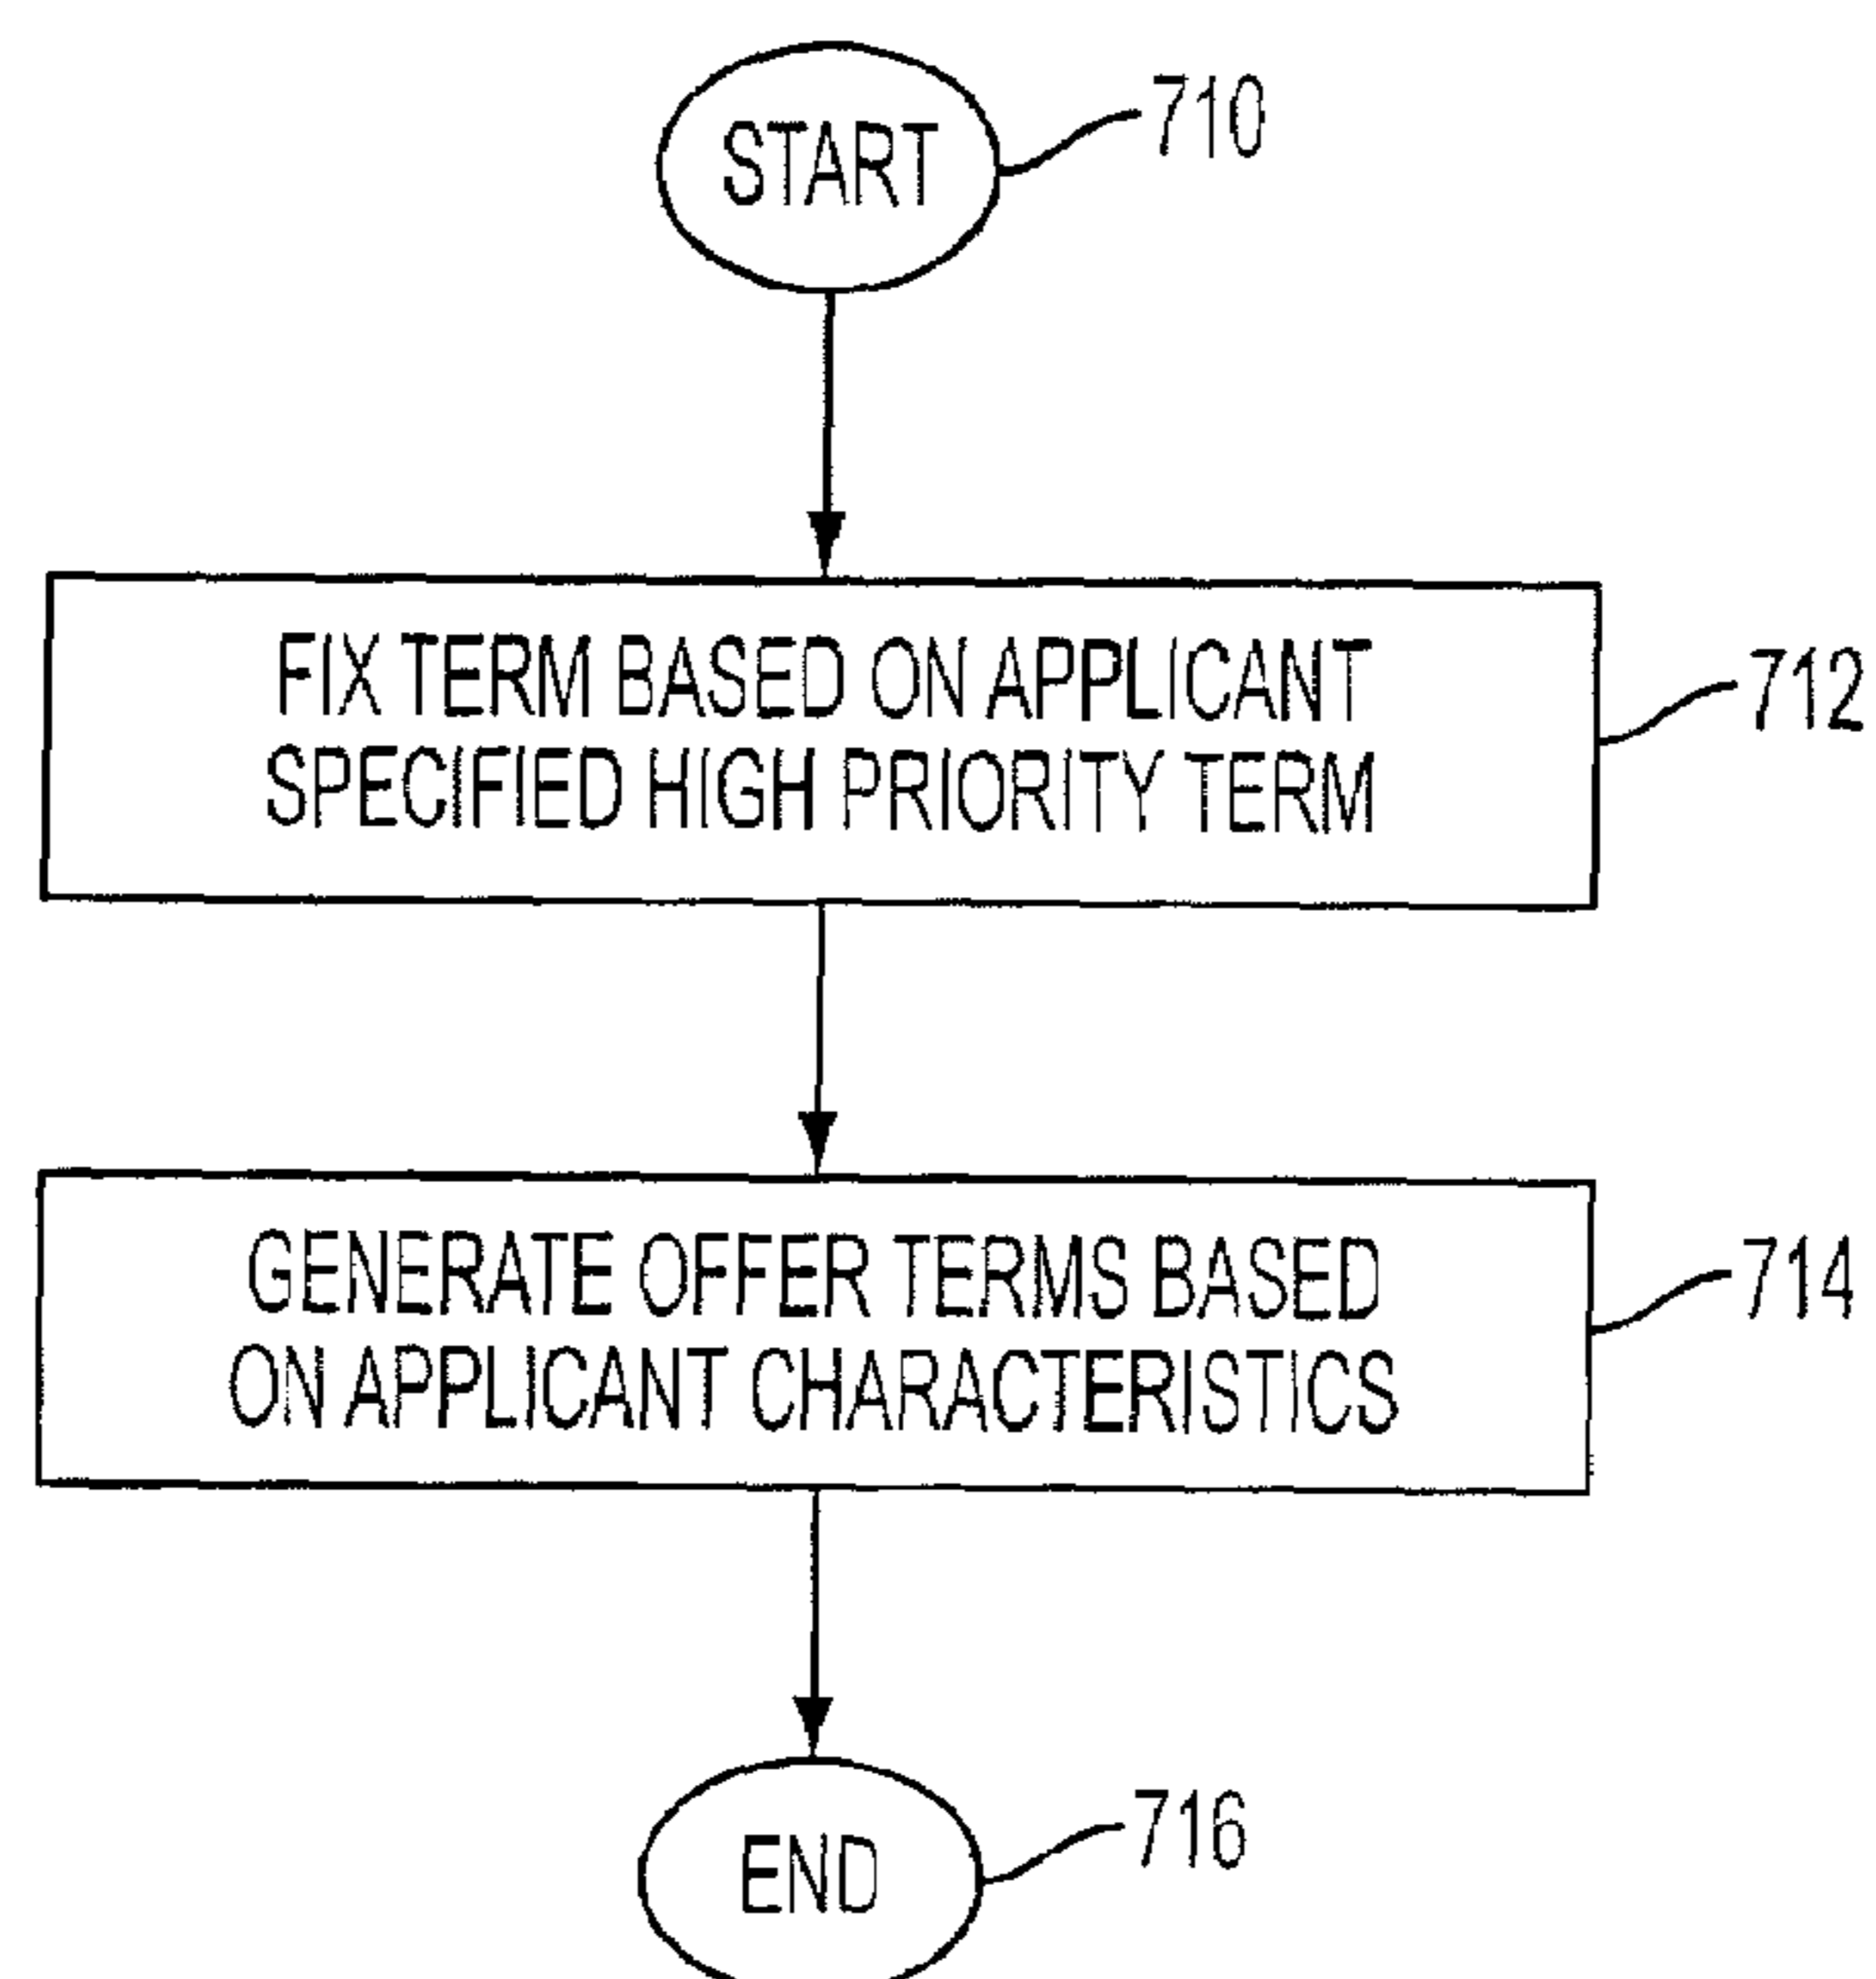 START
710
FIX TERM BASED ON APPLICANT
SPECIFIED HIGH PRIORITY TERM
712
GENERATE OFFER TERMS BASED
ON APPLICANT CHARACTERISTICS
714
END
716